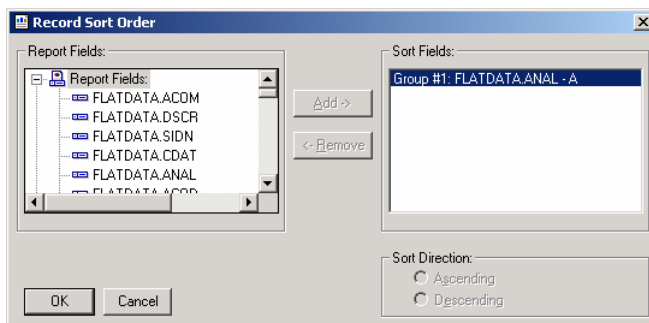 Record Sort Order
Report Fields:
Report Fields:
FLATDATA.ACOM
FLATDATA.DSCR
FLATDATA.SIDN
FLATDATA.CDAT
FLATDATA.ANAL
Add ->
<- Remove
Sort Fields:
Group #1: FLATDATA.ANAL - A
Sort Direction:
Ascending
Descending
OK
Cancel